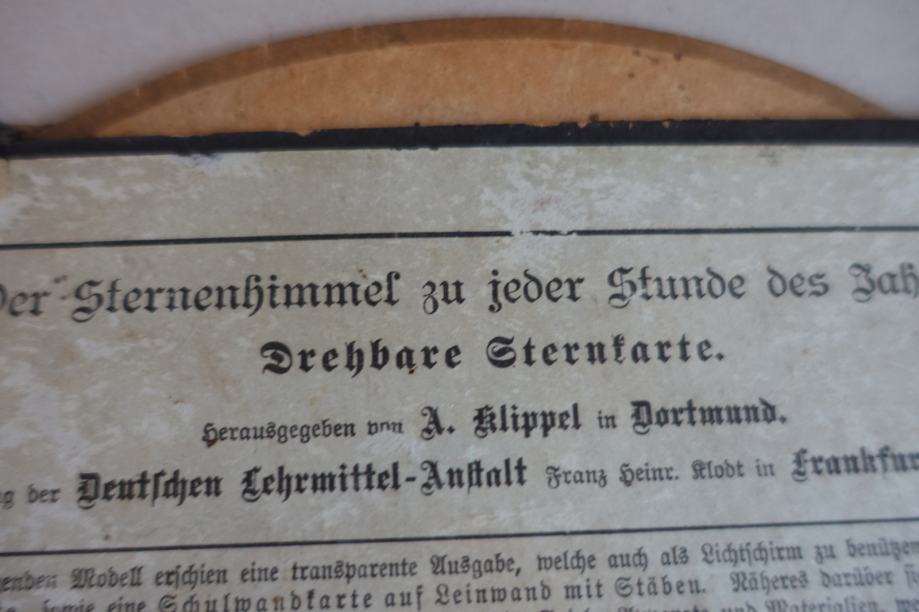 Der Sternenhimmel zu jeder Stunde des Jah
Drehbare Sternkarte.
Herausgegeben von A. Klippel in Dortmund.
g der Deutschen Lehrmittel-Anstalt Franz Heinr. Klodt in Frankfur
enden Modell erschien eine transparente Ausgabe, welche auch als Lichtschirm zu benütze
sowie eine Schulwandkarte auf Leinwand mit Stäben. Näheres darüber